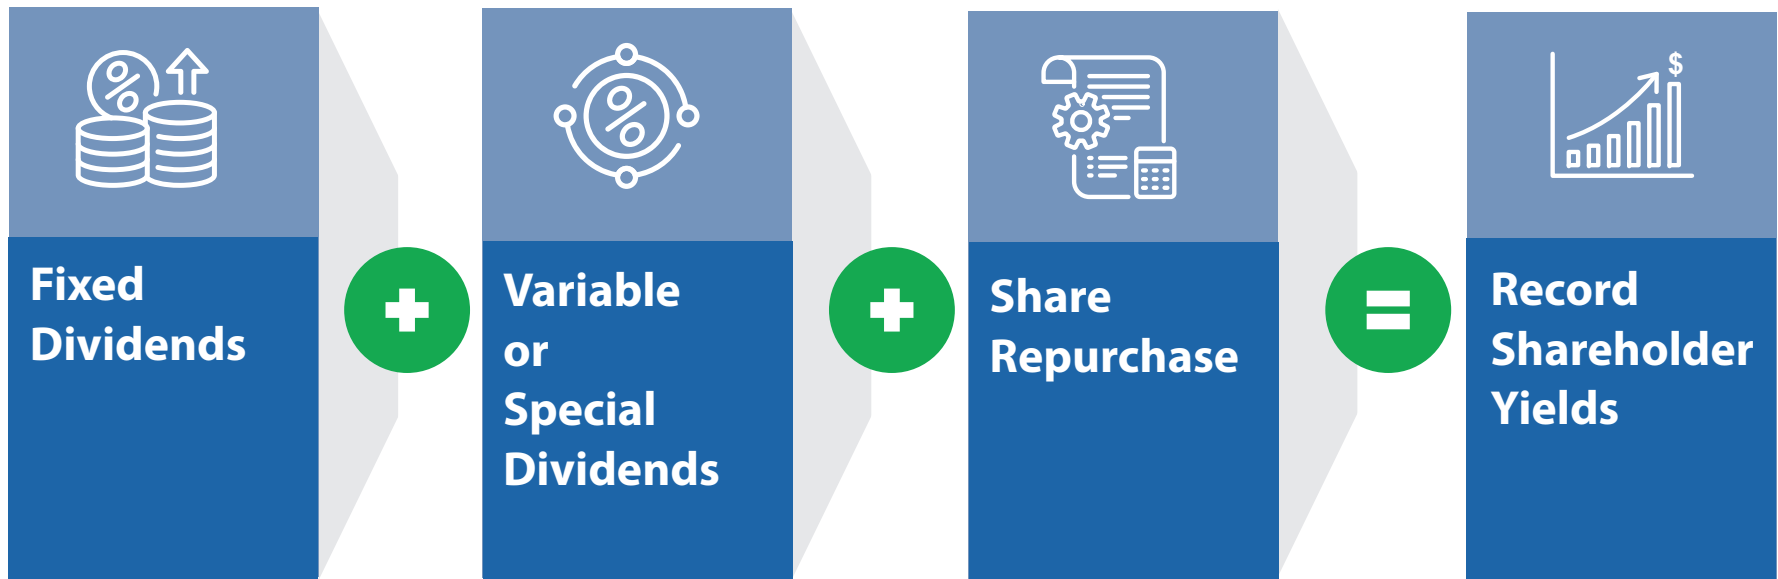 Fixed
Dividends
+
Variable
or
Special
Dividends
+
Share
Repurchase
=
$
Record
Shareholder
Yields